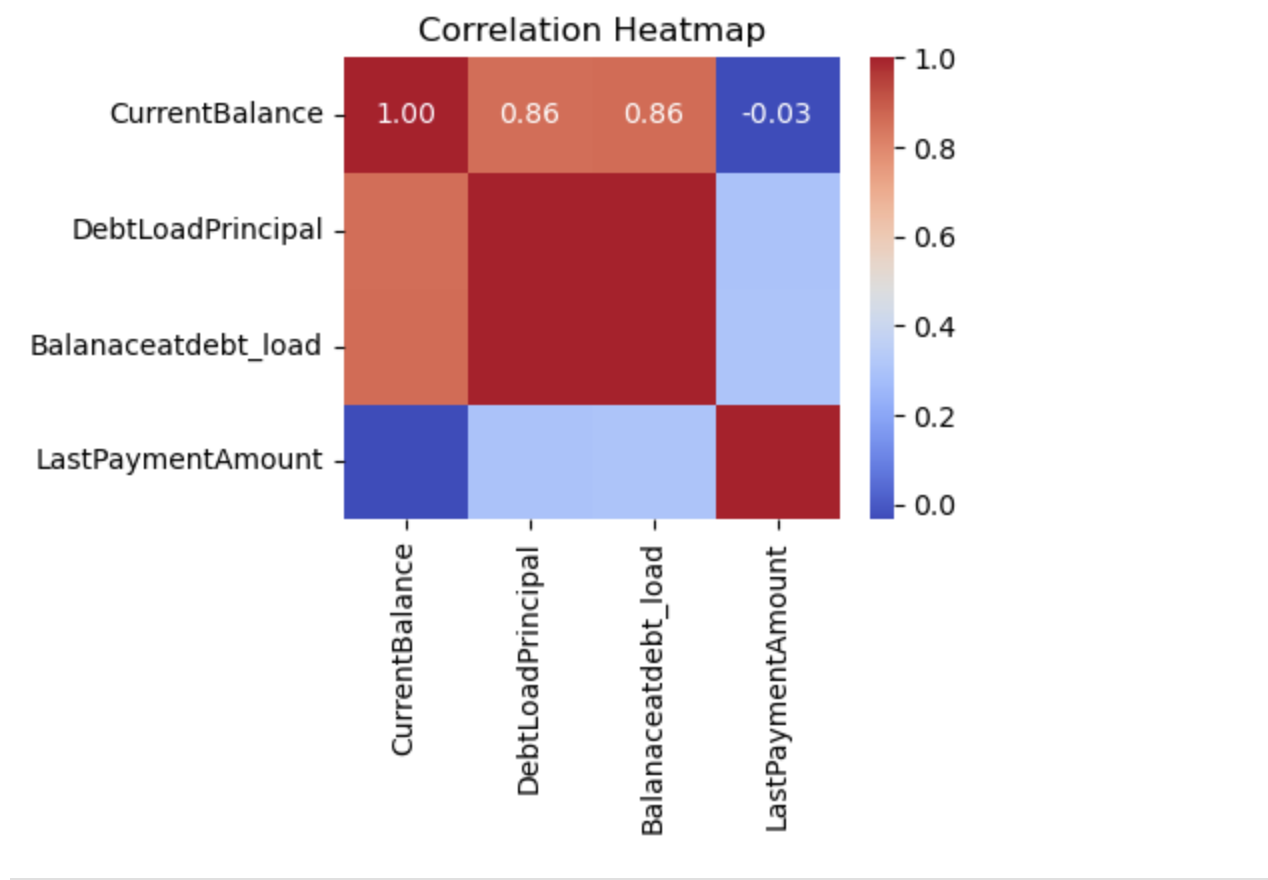 Correlation Heatmap
CurrentBalance
1.00 0.86 0.86 -0.03
DebtLoadPrincipal
Balanaceatdebt_load
LastPaymentAmount
1.0
0.8
0.6
0.4
0.2
0.0
CurrentBalance
DebtLoadPrincipal
Balanaceatdebt_load
LastPaymentAmount